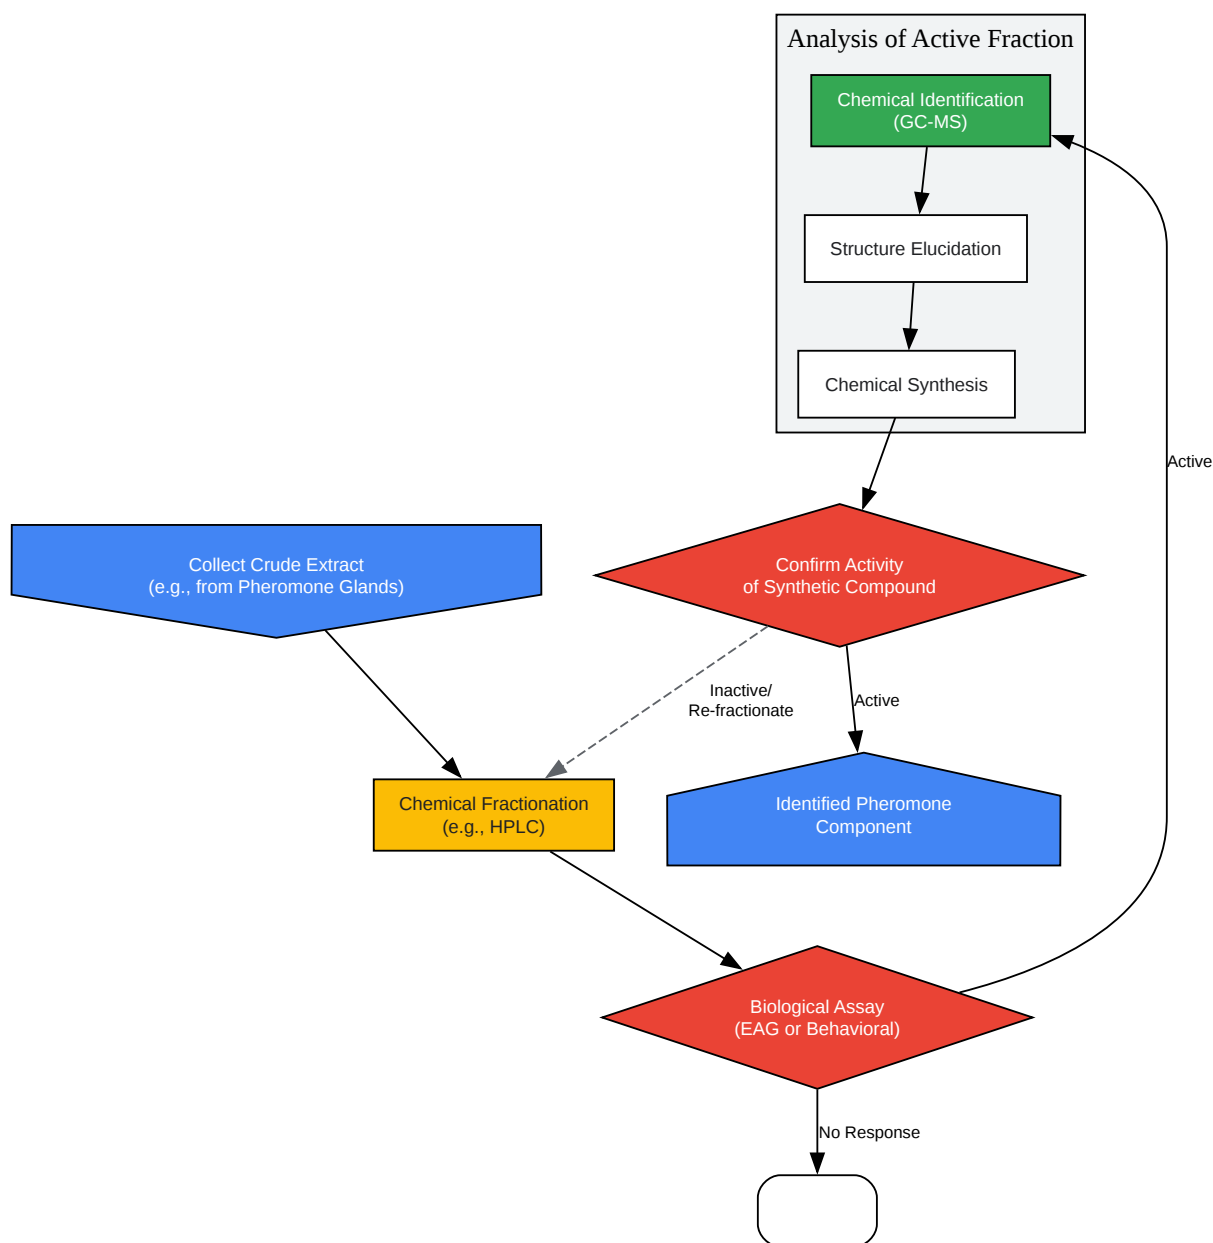 Analysis of Active Fraction
Chemical Identification
(GC-MS)
Structure Elucidation
Chemical Synthesis
Active
Collect Crude Extract
(e.g., from Pheromone Glands)
Confirm Activity
of Synthetic Compound
Inactive/
Re-fractionate
Active
Chemical Fractionation
(e.g., HPLC)
Identified Pheromone
Component
Biological Assay
(EAG or Behavioral)
No Response